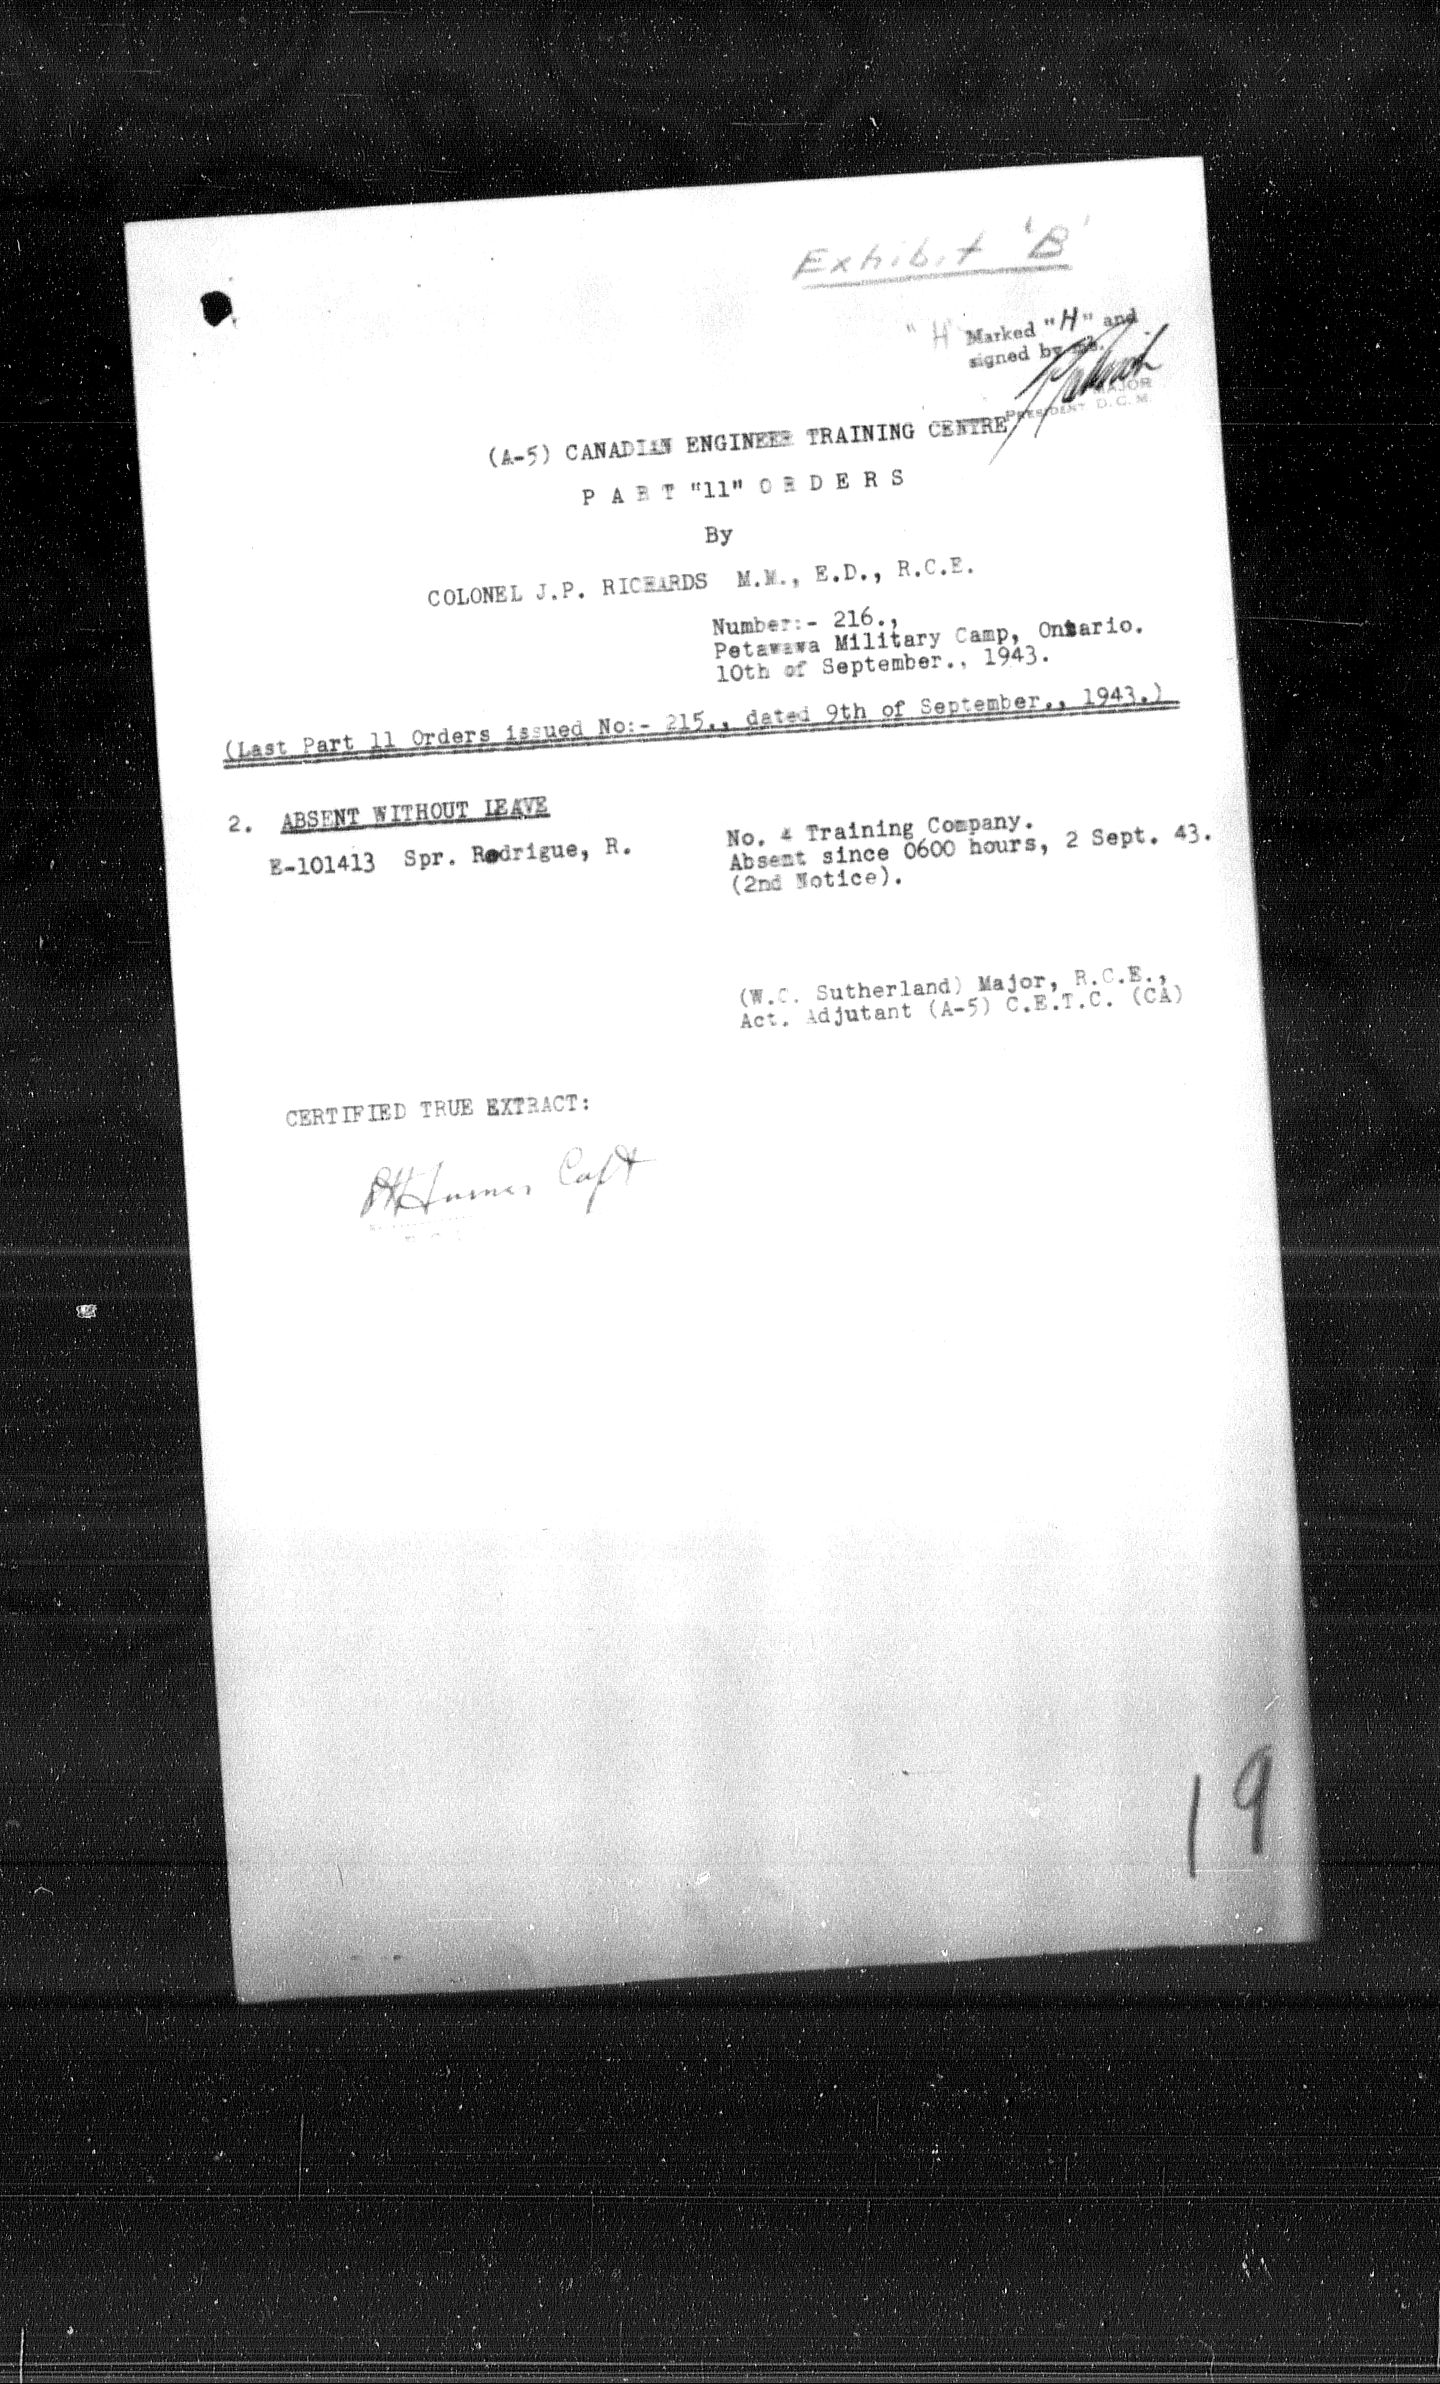 Exhibit 'B'
"H Marked "H" and
signed by me.
MAJOR
PRESIDENT D.C.M.
(A-5) CANADIAN ENGINEER TRAINING CENTRE
P A R T "11" O R D E R S
By
COLONEL J.P. RICHARDS M.M., E.D., R.C.E.
Number:- 216.,
Petawawa Military Camp, Ontario.
10th of September., 1943.
(Last Part 11 Orders issued No:- 215., dated 9th of September., 1943.)
2. ABSENT WITHOUT LEAVE
E-101413 Spr. Rodrigue, R.
No. 4 Training Company.
Absent since 0600 hours, 2 Sept. 43.
(2nd Notice).
(W.C. Sutherland) Major, R.C.E.,
Act. Adjutant (A-5) C.E.T.C. (CA)
CERTIFIED TRUE EXTRACT:
Capt
19